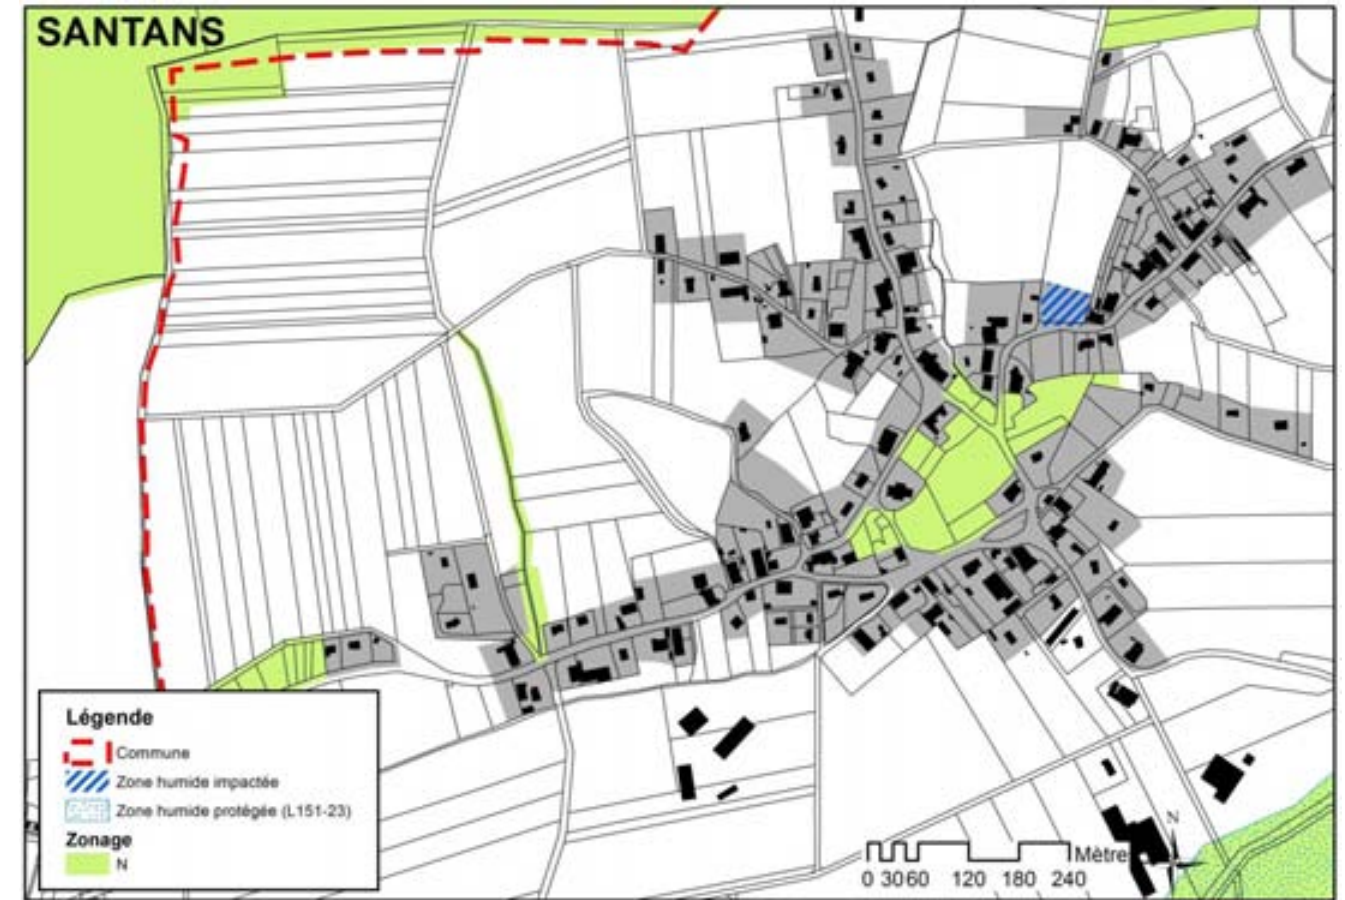 SANTANS
Légende
Commune
Zone humide impactée
Zone humide protégée (L151-23)
Zonage
N
N
Mètre
0 30 60 120 180 240